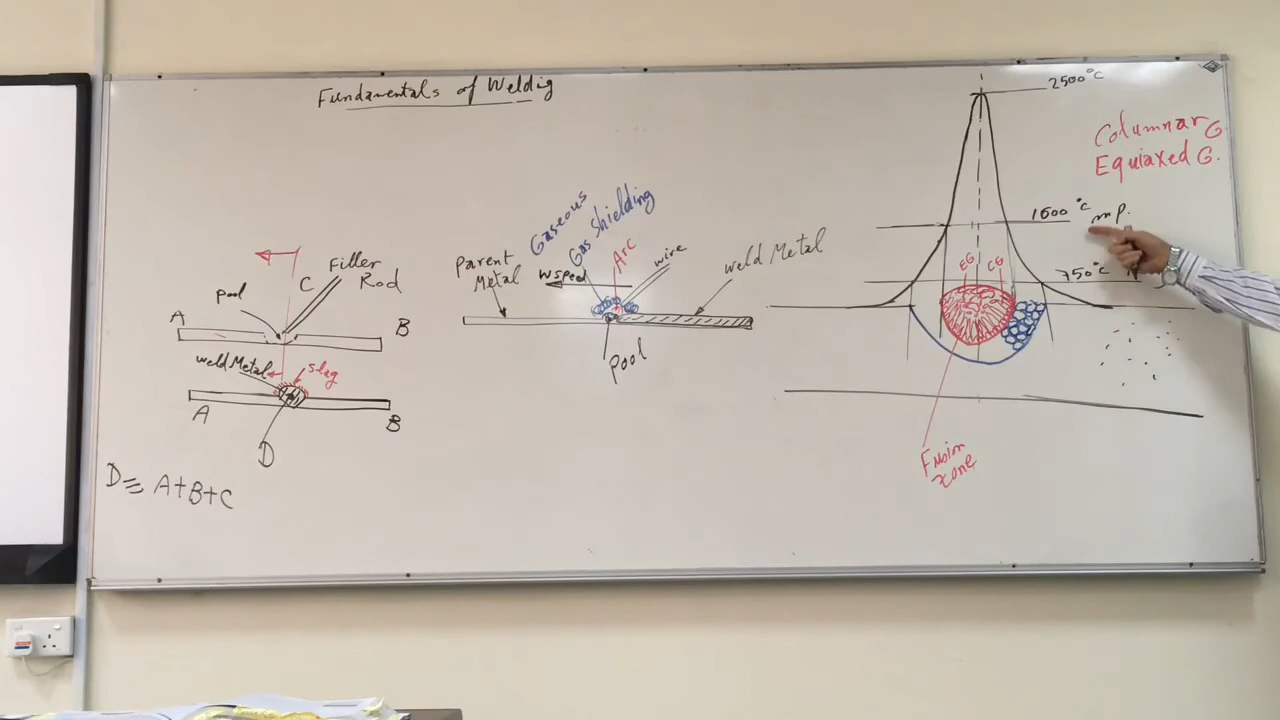 Fundamentals of Weldig
A
B
C
Pool
Filler
Rod
weld Metal
Slag
A
B
D
D ≡ A+B+C
Gaseous
Gas Shielding
Parent
Metal
W speed
Arc
wire
weld Metal
Pool
2500°C
1600°C m.p.
750°C
EG
CG
Fusion
zone
Columnar G.
Equiaxed G.